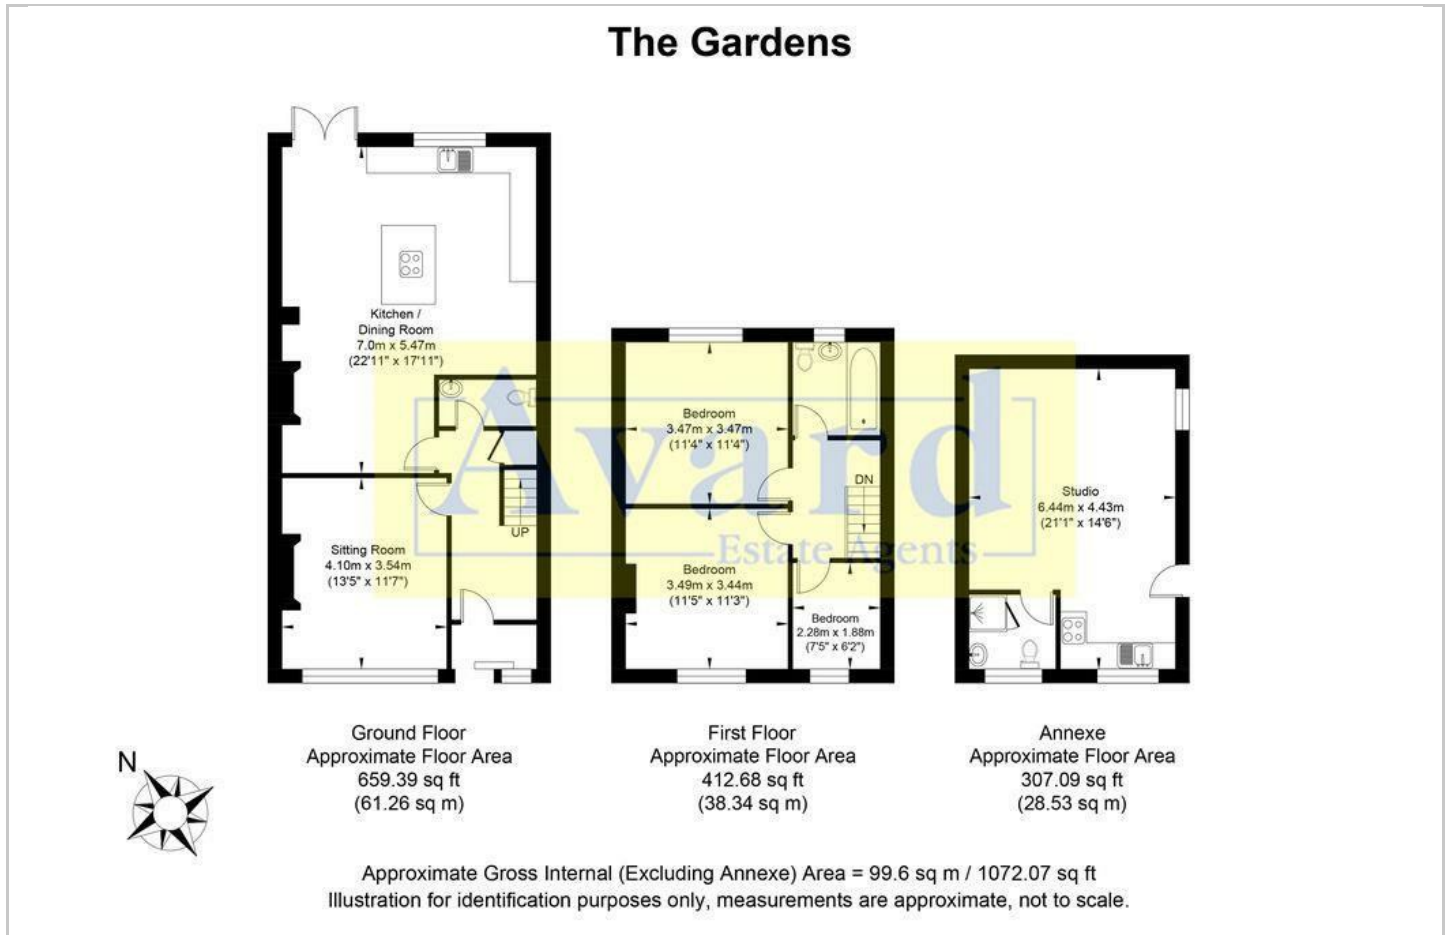 The Gardens
Kitchen /
Dining Room
7.0m x 5.47m
(22'11" x 17'11")
Sitting Room
4.10m x 3.54m
(13'5" x 11'7")
UP
Bedroom
3.47m x 3.47m
(11'4" x 11'4")
Bedroom
3.49m x 3.44m
(11'5" x 11'3")
DN
Bedroom
2.28m x 1.88m
(7'5" x 6'2")
Studio
6.44m x 4.43m
(21'1" x 14'6")
Avard
Estate Agents
Ground Floor
Approximate Floor Area
659.39 sq ft
(61.26 sq m)
First Floor
Approximate Floor Area
412.68 sq ft
(38.34 sq m)
Annexe
Approximate Floor Area
307.09 sq ft
(28.53 sq m)
N
Approximate Gross Internal (Excluding Annexe) Area = 99.6 sq m / 1072.07 sq ft
Illustration for identification purposes only, measurements are approximate, not to scale.